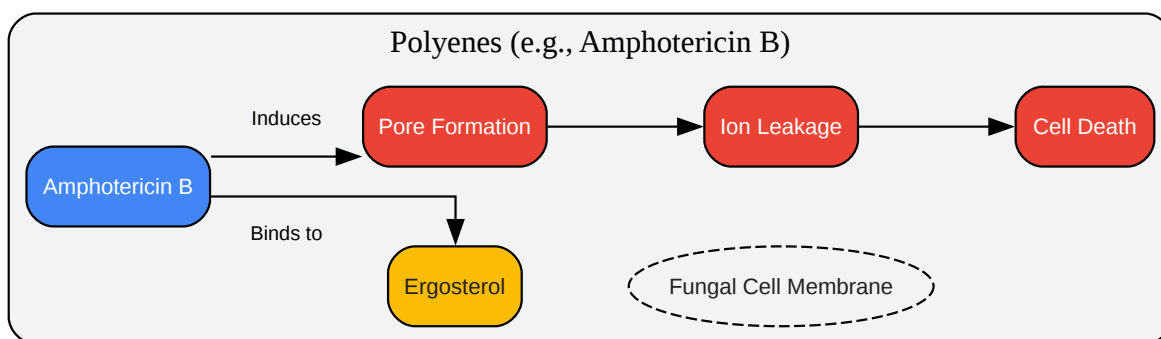 Polyenes (e.g., Amphotericin B)
Induces
Pore Formation
Ion Leakage
Cell Death
Amphotericin B
Binds to
Ergosterol
Fungal Cell Membrane